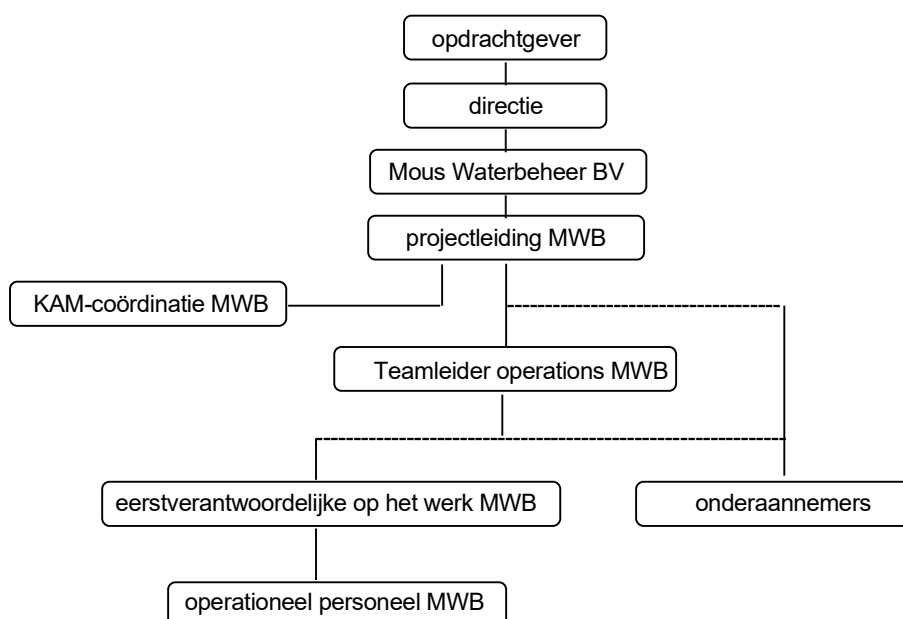 opdrachtgever
directie
Mous Waterbeheer BV
projectleiding MWB
KAM-coördinatie MWB
Teamleider operations MWB
eerstverantwoordelijke op het werk MWB
onderaannemers
operationeel personeel MWB